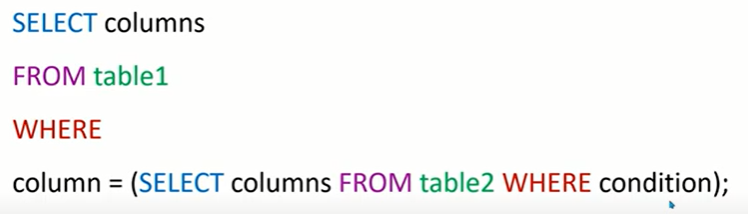 SELECT columns
FROM table1
WHERE
column = (SELECT columns FROM table2 WHERE condition);